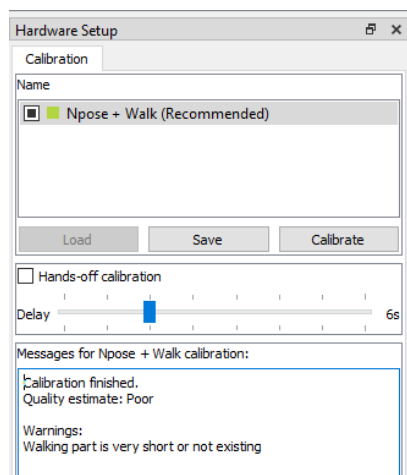 Hardware Setup
Calibration
Name
Npose + Walk (Recommended)
Load Save Calibrate
Hands-off calibration
Delay 6s
Messages for Npose + Walk calibration:
Calibration finished.
Quality estimate: Poor
Warnings:
Walking part is very short or not existing